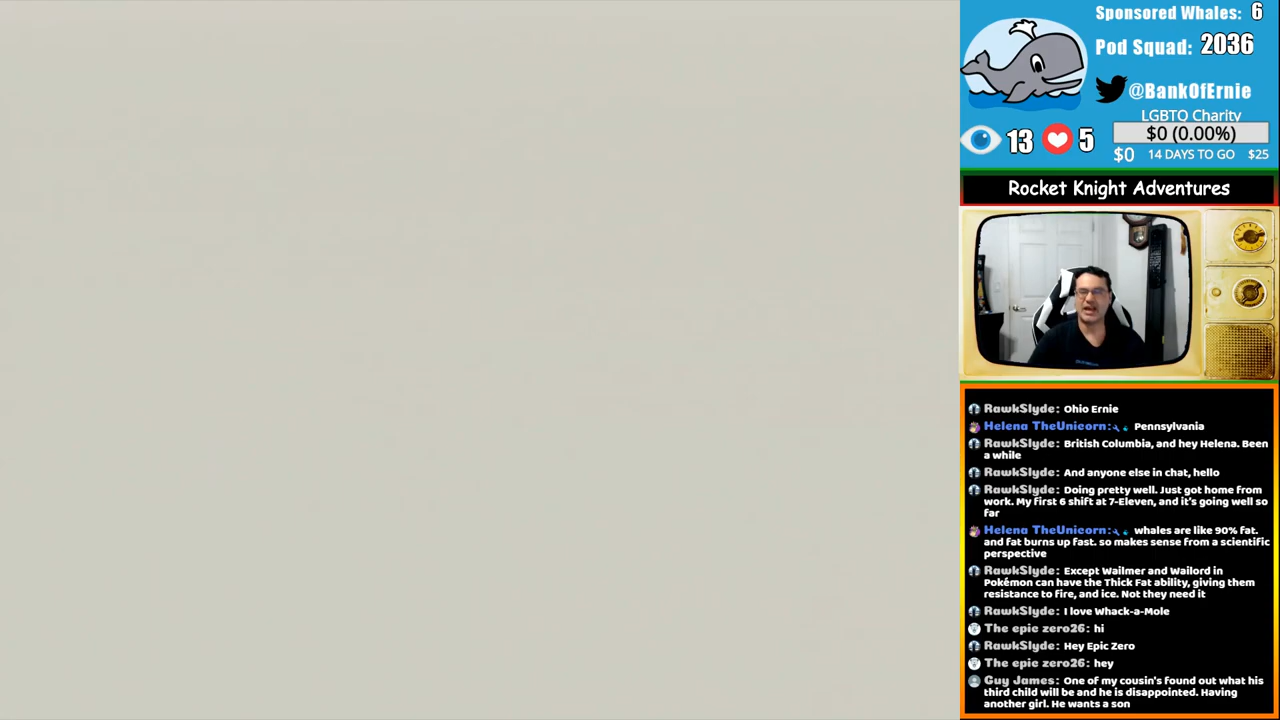 Sponsored Whales: 6
Pod Squad: 2036
@BankOfErnie
LGBTQ Charity
13 5 $0 (0.00%)
$0 14 DAYS TO GO $25
Rocket Knight Adventures
RawkSlyde: Ohio Ernie
Helena TheUnicorn: Pennsylvania
RawkSlyde: British Columbia, and hey Helena. Been
a while
RawkSlyde: And anyone else in chat, hello
RawkSlyde: Doing pretty well. Just got home from
work. My first 6 shift at 7-Eleven, and it's going well so
far
Helena TheUnicorn: whales are like 90% fat.
and fat burns up fast. so makes sense from a scientific
perspective
RawkSlyde: Except Wailmer and Wailord in
Pokémon can have the Thick Fat ability, giving them
resistance to fire, and ice. Not they need it
RawkSlyde: I love Whack-a-Mole
The epic zero26: hi
RawkSlyde: Hey Epic Zero
The epic zero26: hey
Guy James: One of my cousin's found out what his
third child will be and he is disappointed. Having
another girl. He wants a son